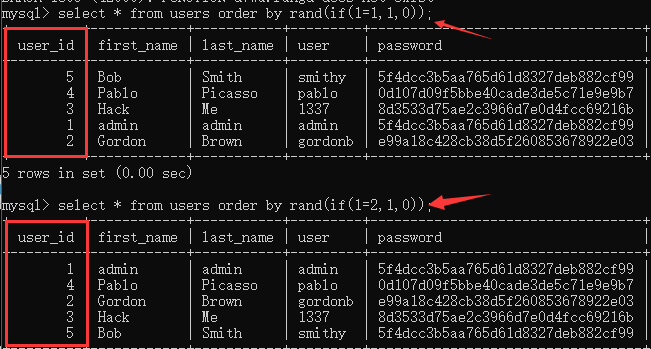 mysql> select * from users order by rand(if(1=1,1,0));
user_id | first_name | last_name | user | password
5 | Bob | Smith | smithy | 5f4dcc3b5aa765d61d8327deb882cf99
4 | Pablo | Picasso | pablo | 0d107d09f5bbe40cade3de5c71e9e9b7
3 | Hack | Me | 1337 | 8d3533d75ae2c3966d7e0d4fcc69216b
1 | admin | admin | admin | 5f4dcc3b5aa765d61d8327deb882cf99
2 | Gordon | Brown | gordonb | e99a18c428cb38d5f260853678922e03
5 rows in set (0.00 sec)
mysql> select * from users order by rand(if(1=2,1,0));
user_id | first_name | last_name | user | password
1 | admin | admin | admin | 5f4dcc3b5aa765d61d8327deb882cf99
4 | Pablo | Picasso | pablo | 0d107d09f5bbe40cade3de5c71e9e9b7
2 | Gordon | Brown | gordonb | e99a18c428cb38d5f260853678922e03
3 | Hack | Me | 1337 | 8d3533d75ae2c3966d7e0d4fcc69216b
5 | Bob | Smith | smithy | 5f4dcc3b5aa765d61d8327deb882cf99